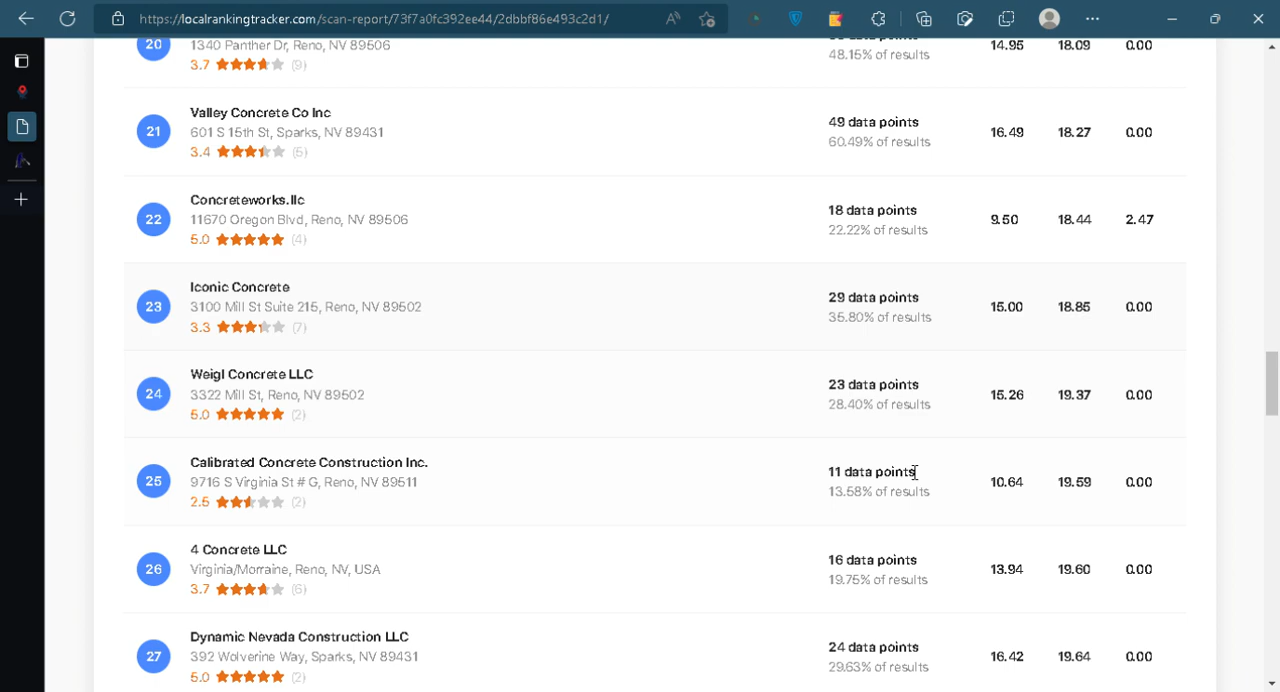 https://localrankingtracker.com/scan-report/73f7a0fc392ee44/2dbbf86e493c2d1/
20
1340 Panther Dr, Reno, NV 89506
3.7 (9)
48.15% of results
14.95 18.09 0.00
21
Valley Concrete Co Inc
601 S 15th St, Sparks, NV 89431
3.4 (5)
49 data points
60.49% of results
16.49 18.27 0.00
22
Concreteworks.llc
11670 Oregon Blvd, Reno, NV 89506
5.0 (4)
18 data points
22.22% of results
9.50 18.44 2.47
23
Iconic Concrete
3100 Mill St Suite 215, Reno, NV 89502
3.3 (7)
29 data points
35.80% of results
15.00 18.85 0.00
24
Weigl Concrete LLC
3322 Mill St, Reno, NV 89502
5.0 (2)
23 data points
28.40% of results
15.26 19.37 0.00
25
Calibrated Concrete Construction Inc.
9716 S Virginia St # G, Reno, NV 89511
2.5 (2)
11 data points
13.58% of results
10.64 19.59 0.00
26
4 Concrete LLC
Virginia/Morraine, Reno, NV, USA
3.7 (6)
16 data points
19.75% of results
13.94 19.60 0.00
27
Dynamic Nevada Construction LLC
392 Wolverine Way, Sparks, NV 89431
5.0 (2)
24 data points
29.63% of results
16.42 19.64 0.00